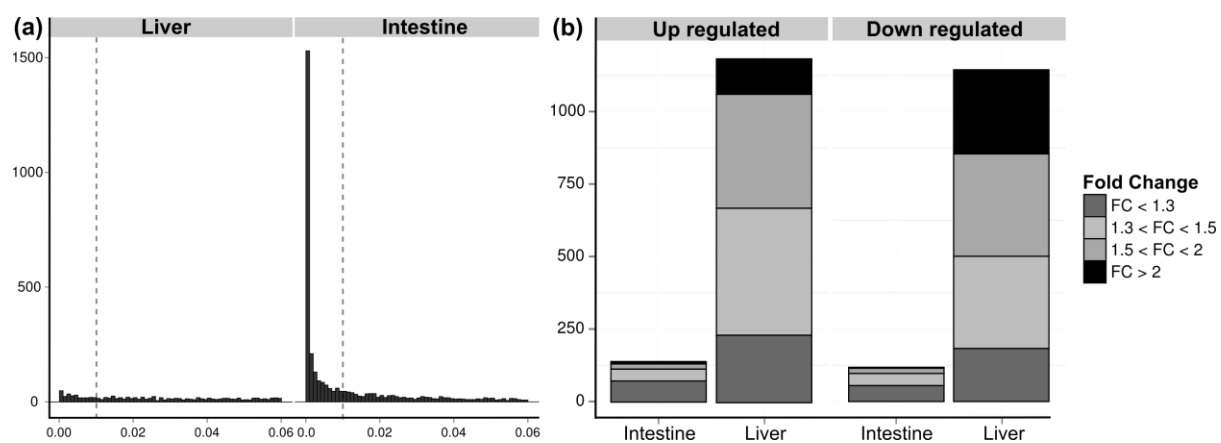 (a)
Liver
Intestine
1500
1000
500
0
0.00
0.02
0.04
0.06
0.00
0.02
0.04
0.06
(b)
Up regulated
Down regulated
1000
750
500
250
0
Intestine
Liver
Intestine
Liver
Fold Change
FC < 1.3
1.3 < FC < 1.5
1.5 < FC < 2
FC > 2